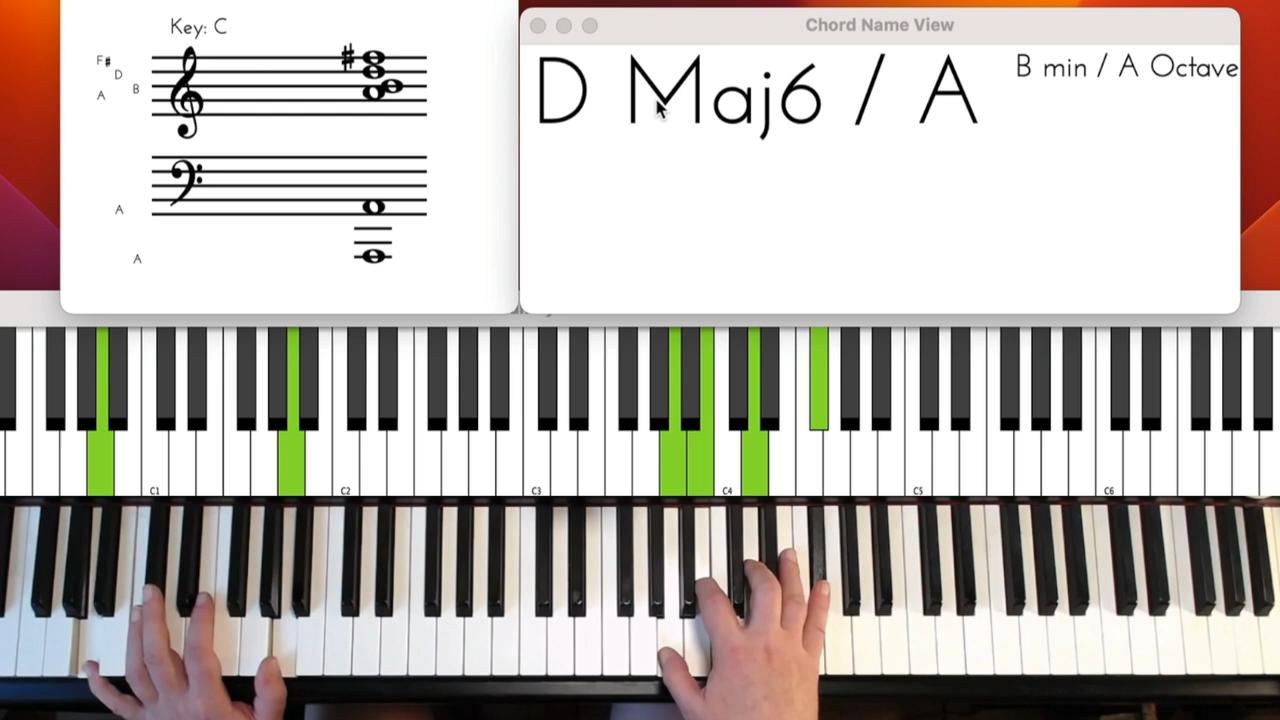 Key: C
F#
D
B
A
A
A
Chord Name View
D Maj6 / A
B min / A Octave
C1 C2 C3 C4 C5 C6